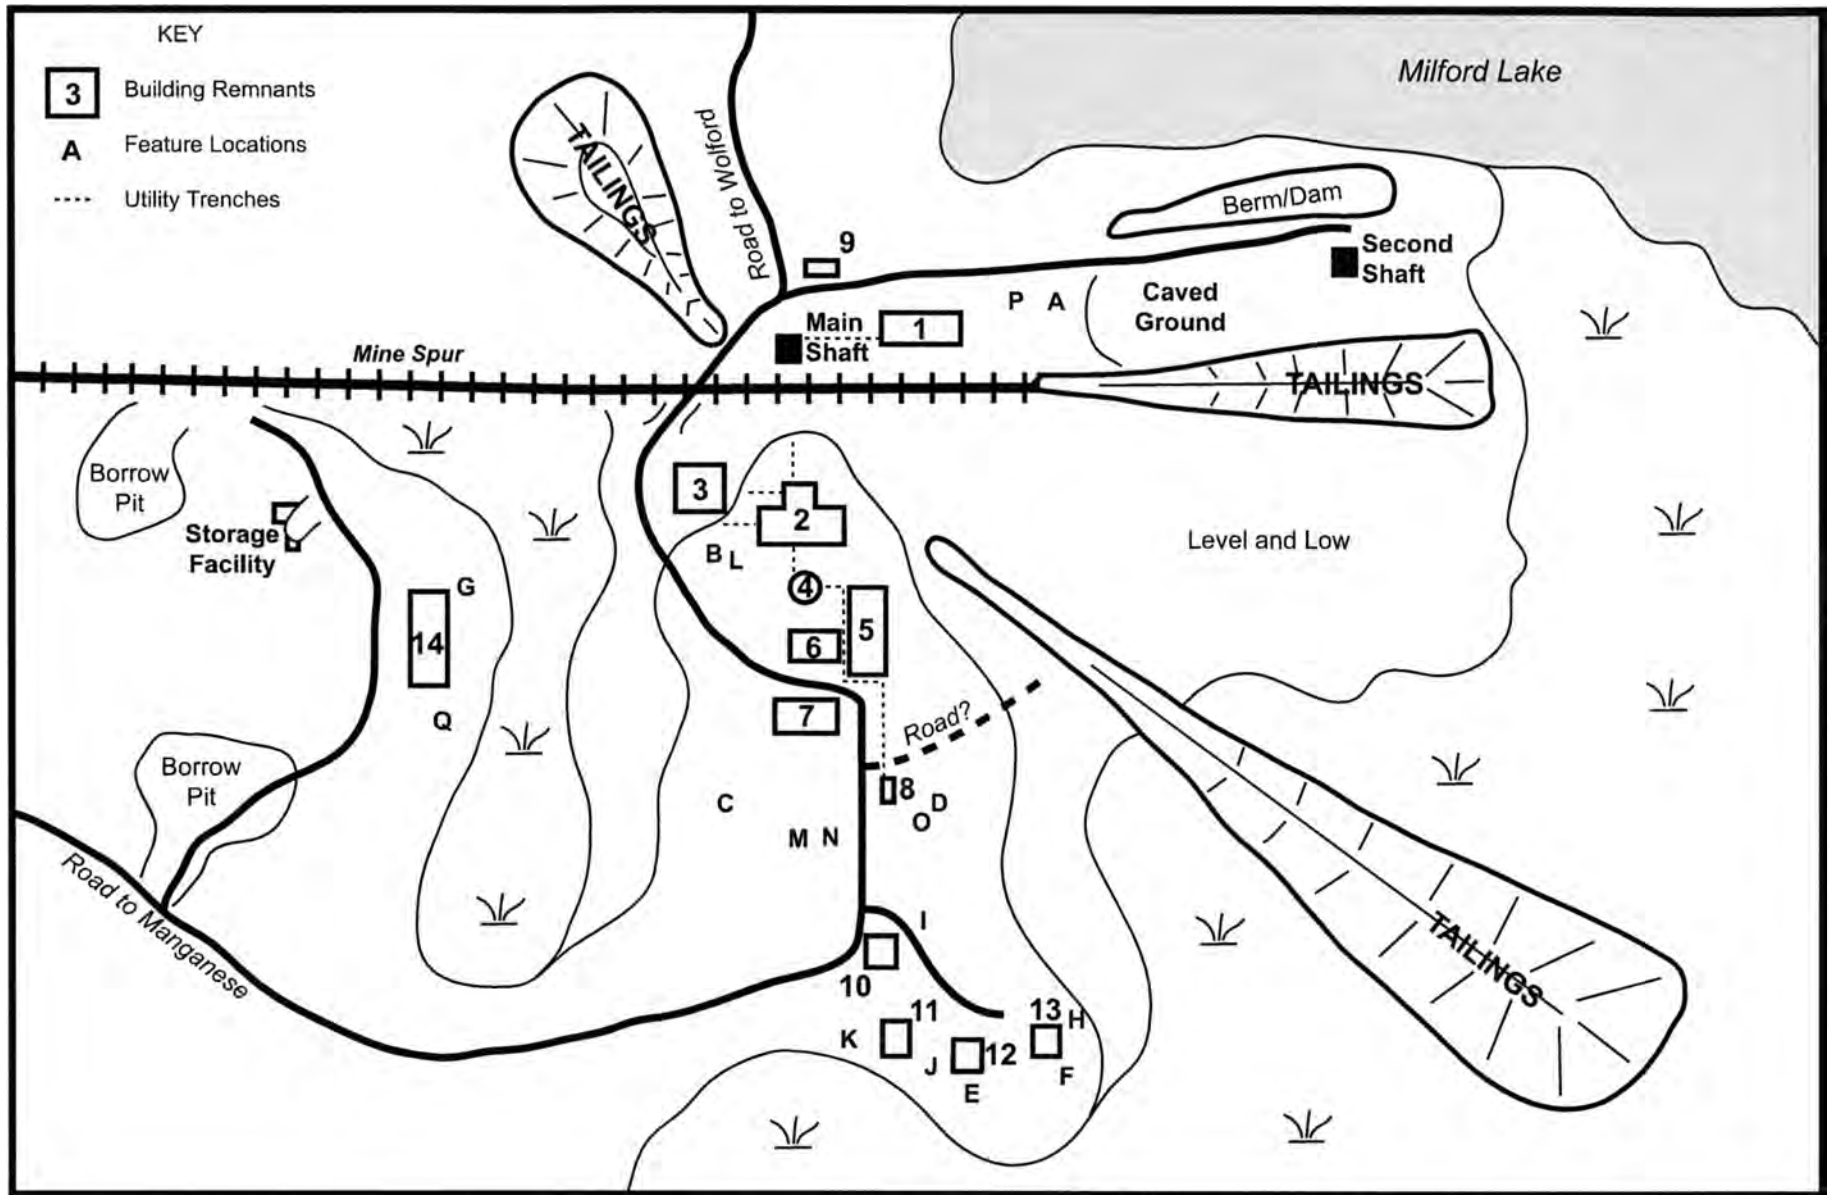 KEY
3 Building Remnants
A Feature Locations
Utility Trenches
Milford Lake
TAILINGS
Road to Wolford
Berm/Dam
9
Second
Shaft
P A
Caved
Ground
Main
Shaft
1
Mine Spur
TAILINGS
Borrow
Pit
3
2
Storage
Facility
B L
Level and Low
G
4
14
6
5
Q
7
Road?
Borrow
Pit
8
D
O
C
M N
Road to Manganese
I
10
TAILINGS
11
13
H
K
J
12
E
F